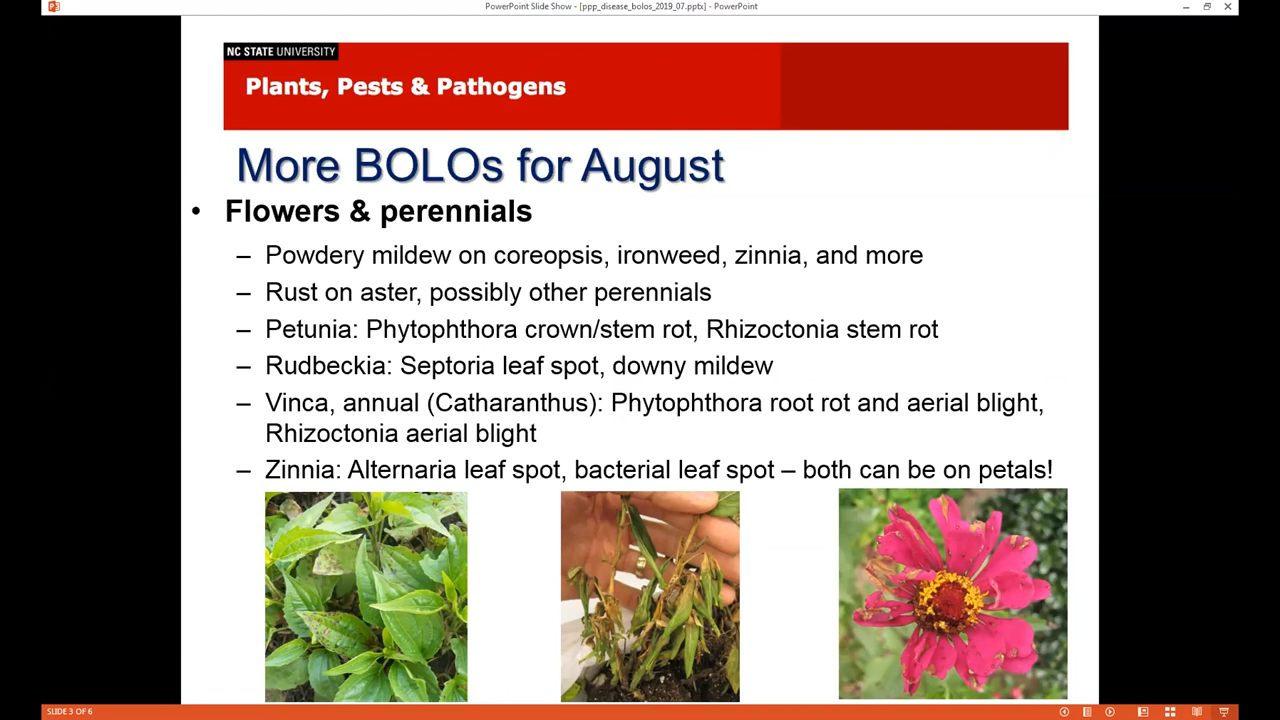 PowerPoint Slide Show - [ppp_disease_bolos_2019_07.pptx] - PowerPoint
NC STATE UNIVERSITY
Plants, Pests & Pathogens
More BOLOs for August
• Flowers & perennials
– Powdery mildew on coreopsis, ironweed, zinnia, and more
– Rust on aster, possibly other perennials
– Petunia: Phytophthora crown/stem rot, Rhizoctonia stem rot
– Rudbeckia: Septoria leaf spot, downy mildew
– Vinca, annual (Catharanthus): Phytophthora root rot and aerial blight,
Rhizoctonia aerial blight
– Zinnia: Alternaria leaf spot, bacterial leaf spot – both can be on petals!
SLIDE 3 OF 6